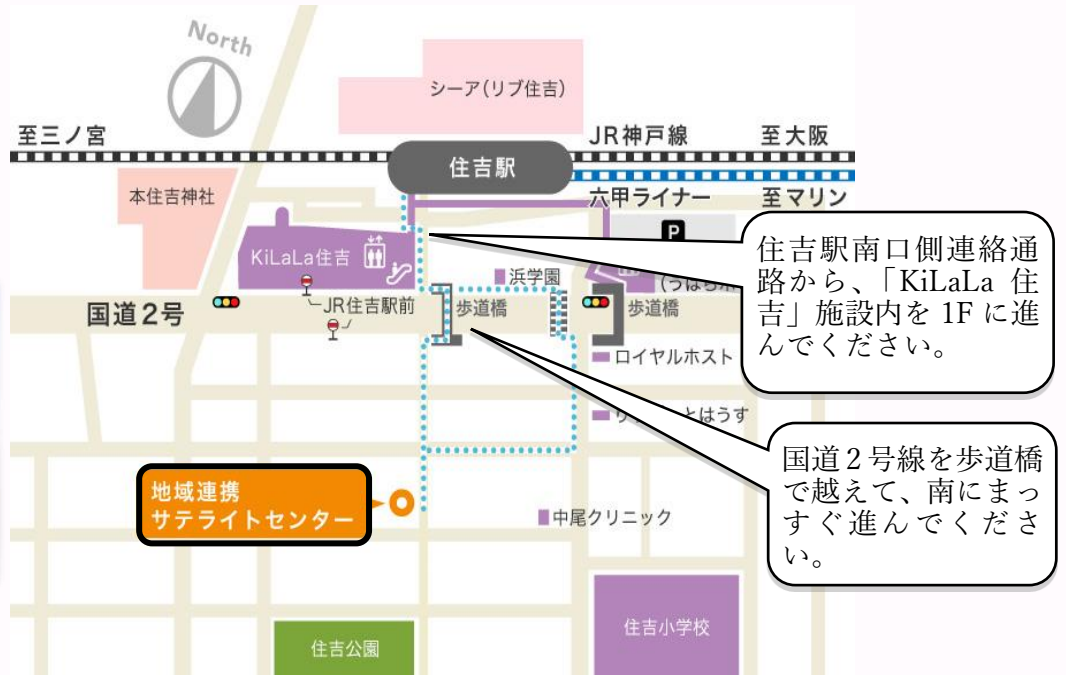 North
シーア(リブ住吉)
至三ノ宮
JR神戸線
至大阪
住吉駅
六甲ライナー
至マリン
本住吉神社
P
KiLaLa住吉
浜学園
JR住吉駅前
国道2号
歩道橋
歩道橋
住吉駅南口側連絡通
路から、「KiLaLa 住
吉」施設内を 1F に進
んでください。
ロイヤルホスト
国道２号線を歩道橋
で越えて、南にまっ
すぐ進んでくださ
い。
地域連携
サテライトセンター
中尾クリニック
住吉小学校
住吉公園